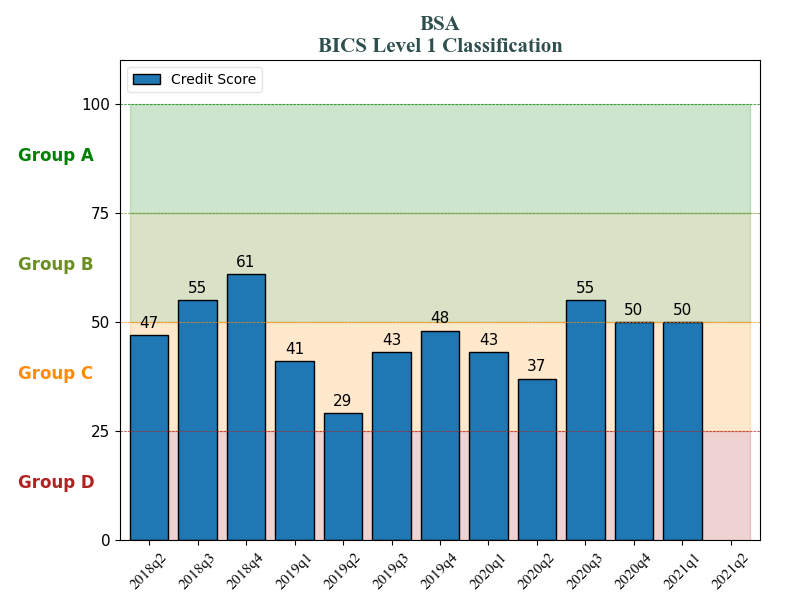 BSA
BICS Level 1 Classification
Credit Score
100
Group A
75
Group B
61
55
55
50
50
50
47
48
43
43
41
37
Group C
29
25
Group D
0
2018q2
2018q3
2018q4
2019q1
2019q2
2019q3
2019q4
2020q1
2020q2
2020q3
2020q4
2021q1
2021q2